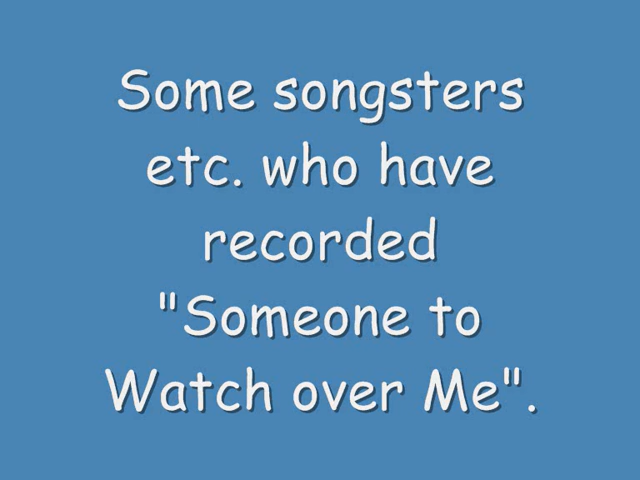 Some songsters
etc. who have
recorded
"Someone to
Watch over Me".